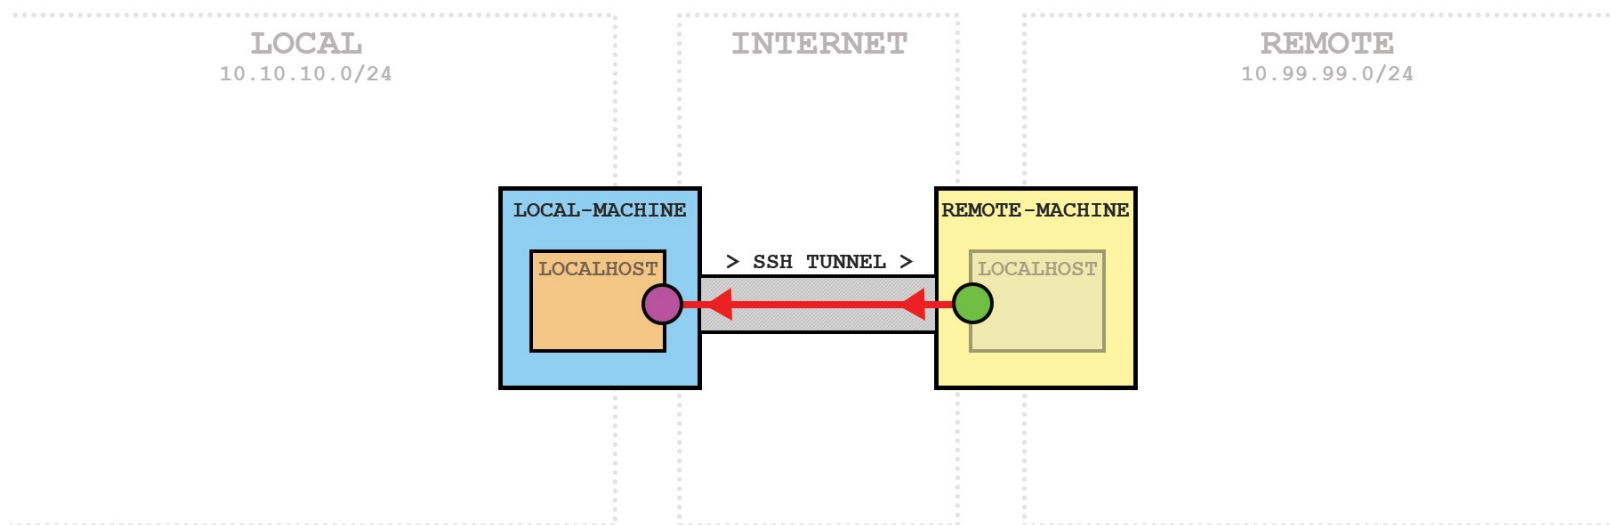 LOCAL
10.10.10.0/24
INTERNET
REMOTE
10.99.99.0/24
LOCAL-MACHINE
LOCALHOST
> SSH TUNNEL >
REMOTE-MACHINE
LOCALHOST